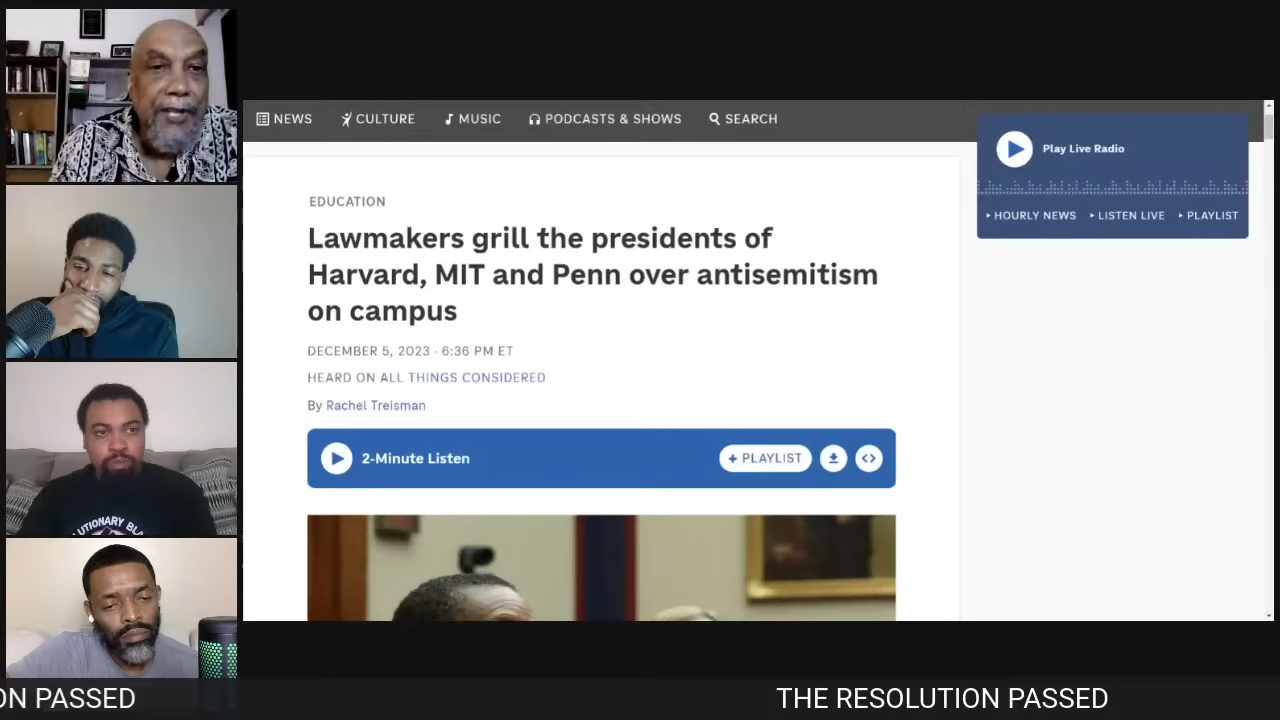 NEWS
CULTURE
MUSIC
PODCASTS & SHOWS
SEARCH
Play Live Radio
HOURLY NEWS
LISTEN LIVE
PLAYLIST
EDUCATION
Lawmakers grill the presidents of
Harvard, MIT and Penn over antisemitism
on campus
DECEMBER 5, 2023 · 6:36 PM ET
HEARD ON ALL THINGS CONSIDERED
By Rachel Treisman
2-Minute Listen
+ PLAYLIST
UTIONARY BLA
ON PASSED
THE RESOLUTION PASSED